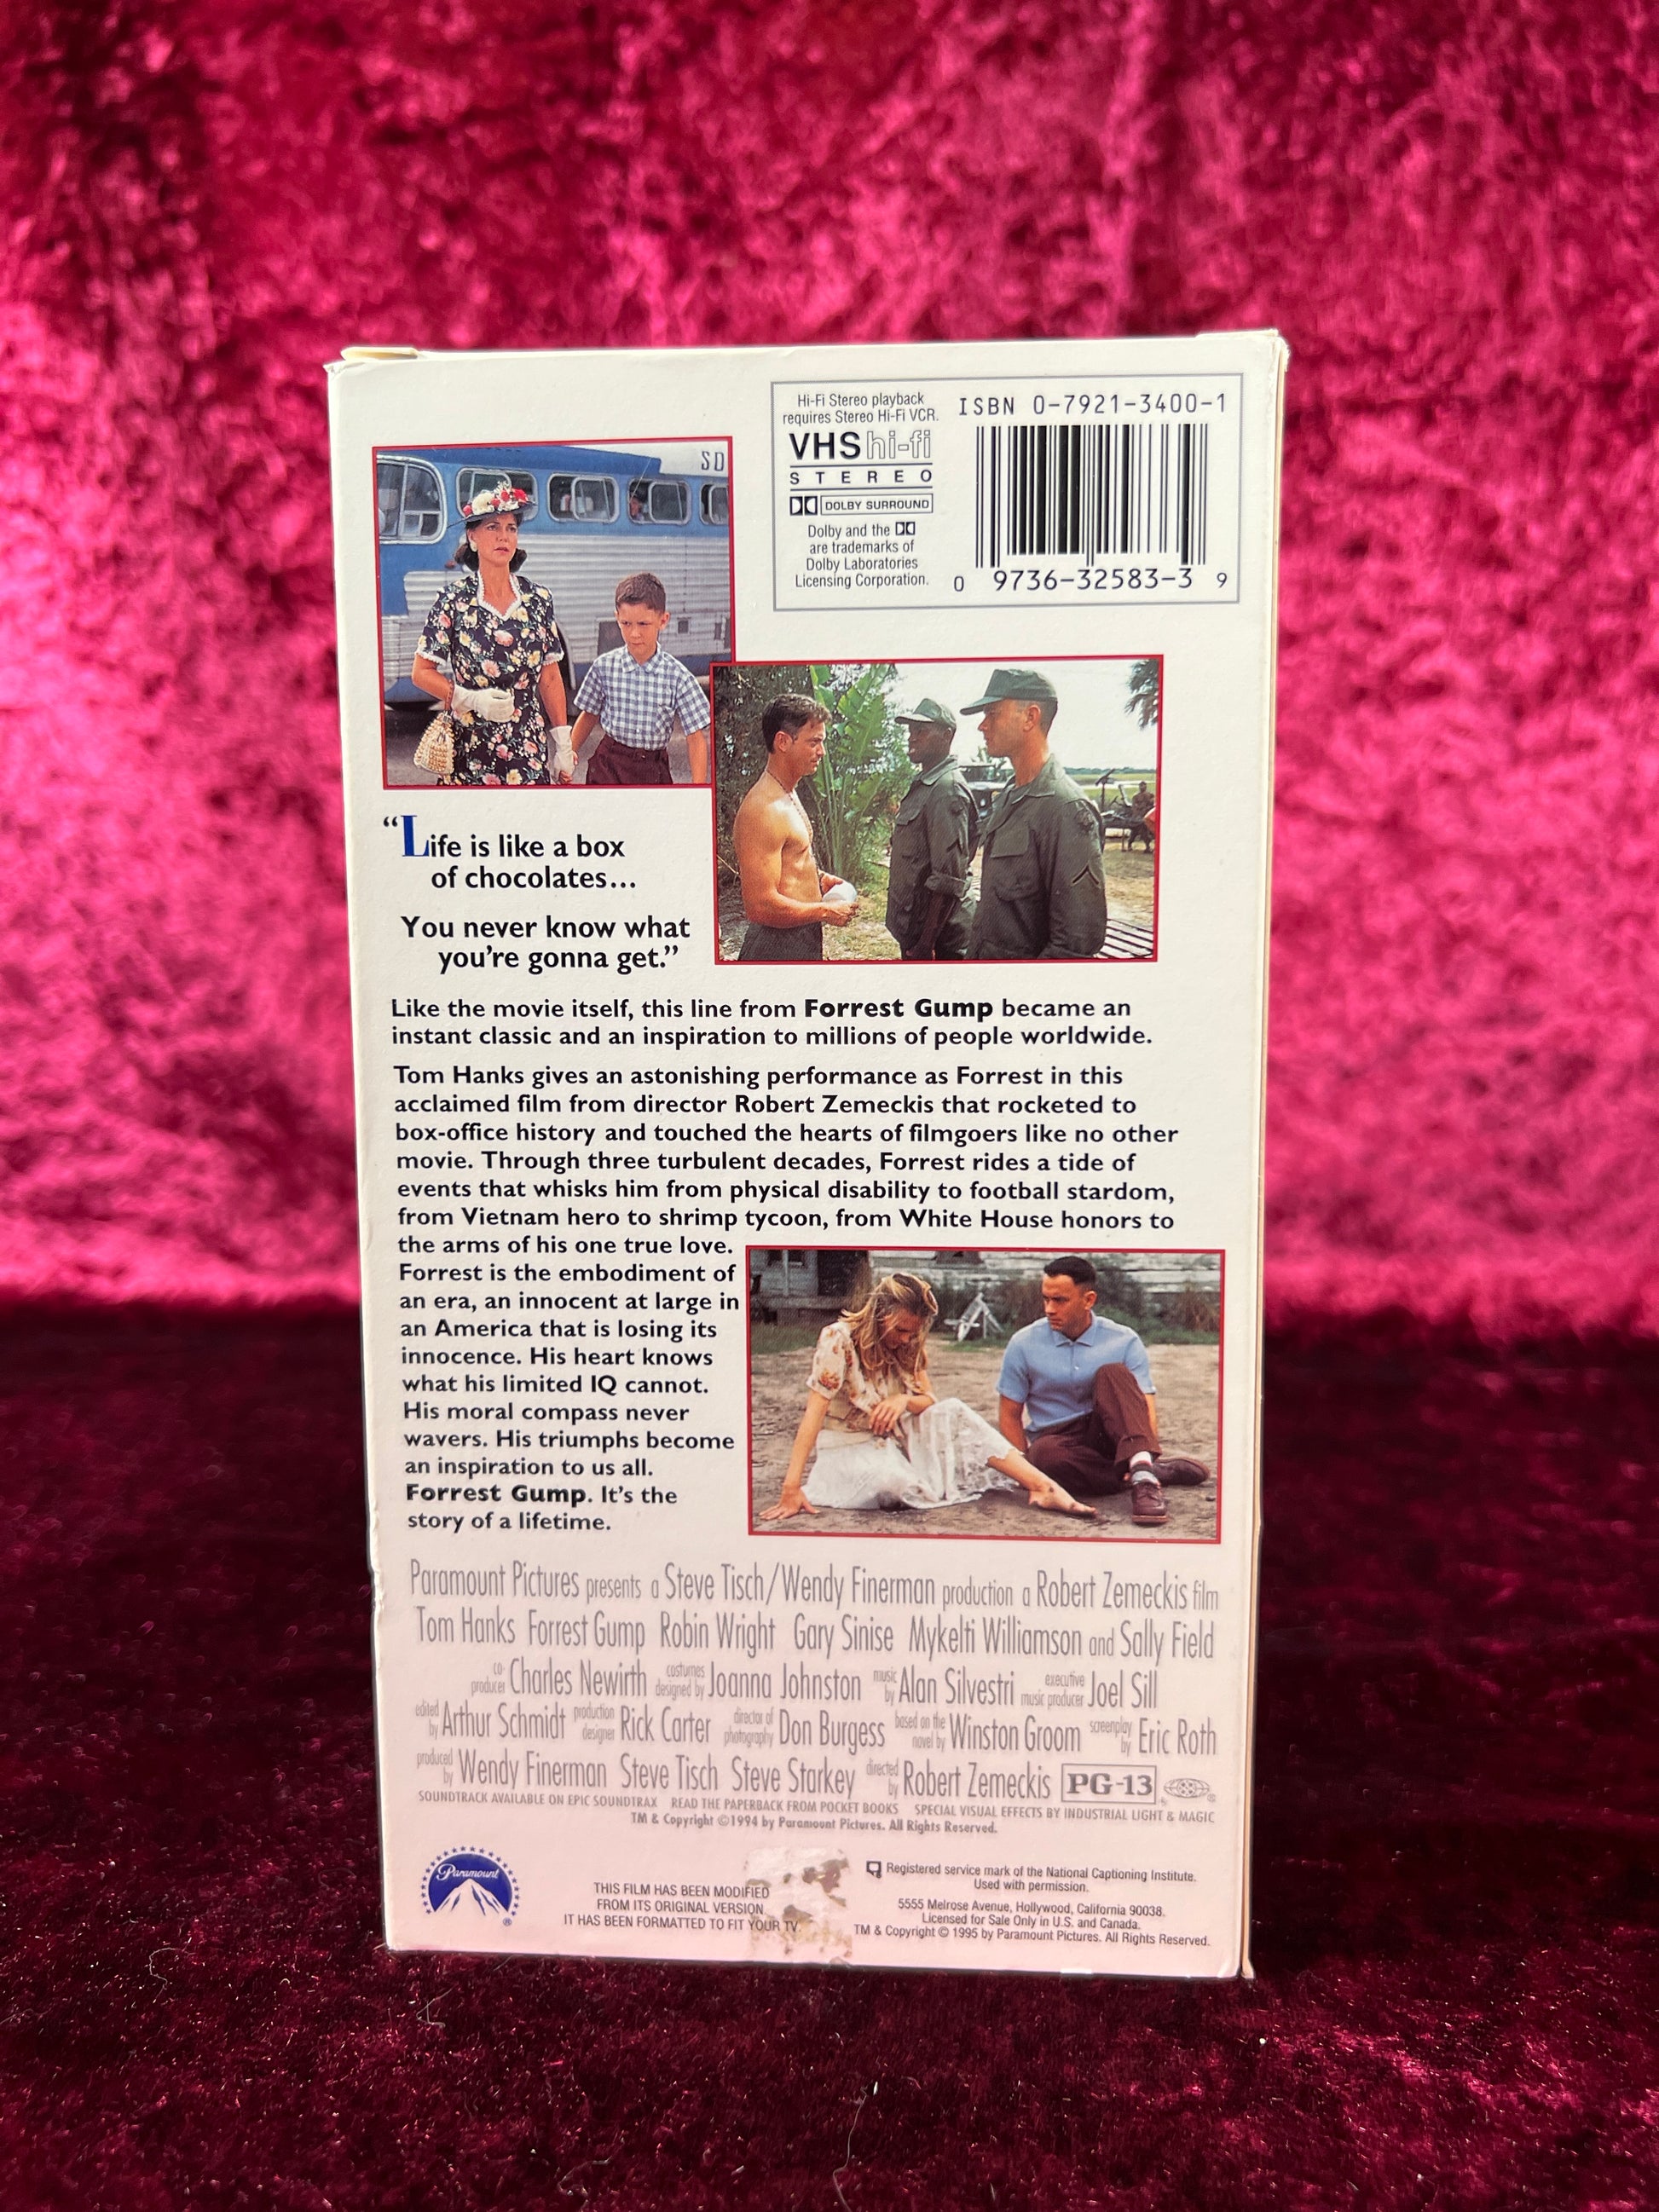 SD
Hi-Fi Stereo playback
requires Stereo Hi-Fi VCR.
VHS hi-fi
STEREO
DOLBY SURROUND
Dolby and the
are trademarks of
Dolby Laboratories
Licensing Corporation.
ISBN 0-7921-3400-1
0 9736-32583-3 9
“Life is like a box
of chocolates...
You never know what
you’re gonna get.”
Like the movie itself, this line from Forrest Gump became an
instant classic and an inspiration to millions of people worldwide.
Tom Hanks gives an astonishing performance as Forrest in this
acclaimed film from director Robert Zemeckis that rocketed to
box-office history and touched the hearts of filmgoers like no other
movie. Through three turbulent decades, Forrest rides a tide of
events that whisks him from physical disability to football stardom,
from Vietnam hero to shrimp tycoon, from White House honors to
the arms of his one true love.
Forrest is the embodiment of
an era, an innocent at large in
an America that is losing its
innocence. His heart knows
what his limited IQ cannot.
His moral compass never
wavers. His triumphs become
an inspiration to us all.
Forrest Gump. It’s the
story of a lifetime.
Paramount Pictures presents a Steve Tisch/Wendy Finerman production a Robert Zemeckis film
Tom Hanks Forrest Gump Robin Wright Gary Sinise Mykelti Williamson and Sally Field
co-producer Charles Newirth costumes designed by Joanna Johnston music by Alan Silvestri executive music producer Joel Sill
edited by Arthur Schmidt production designer Rick Carter director of photography Don Burgess based on the novel by Winston Groom screenplay by Eric Roth
produced by Wendy Finerman Steve Tisch Steve Starkey directed by Robert Zemeckis PG-13
SOUNDTRACK AVAILABLE ON EPIC SOUNDTRAX READ THE PAPERBACK FROM POCKET BOOKS SPECIAL VISUAL EFFECTS BY INDUSTRIAL LIGHT & MAGIC
TM & Copyright ©1994 by Paramount Pictures. All Rights Reserved.
Paramount
®
THIS FILM HAS BEEN MODIFIED
FROM ITS ORIGINAL VERSION.
IT HAS BEEN FORMATTED TO FIT YOUR TV.
Registered service mark of the National Captioning Institute.
Used with permission.
5555 Melrose Avenue, Hollywood, California 90038.
Licensed for Sale Only in U.S. and Canada.
TM & Copyright © 1995 by Paramount Pictures. All Rights Reserved.